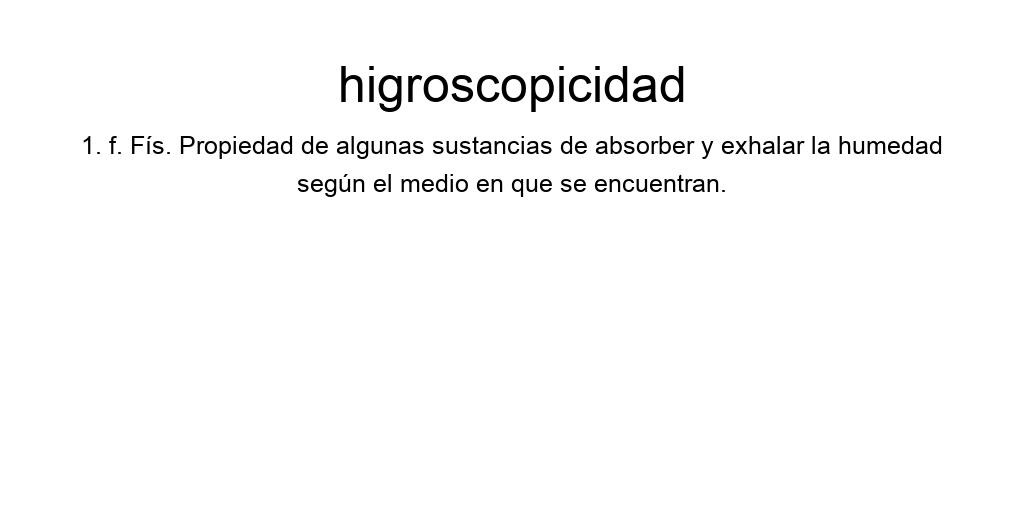 higroscopicidad
1. f. Fís. Propiedad de algunas sustancias de absorber y exhalar la humedad
según el medio en que se encuentran.